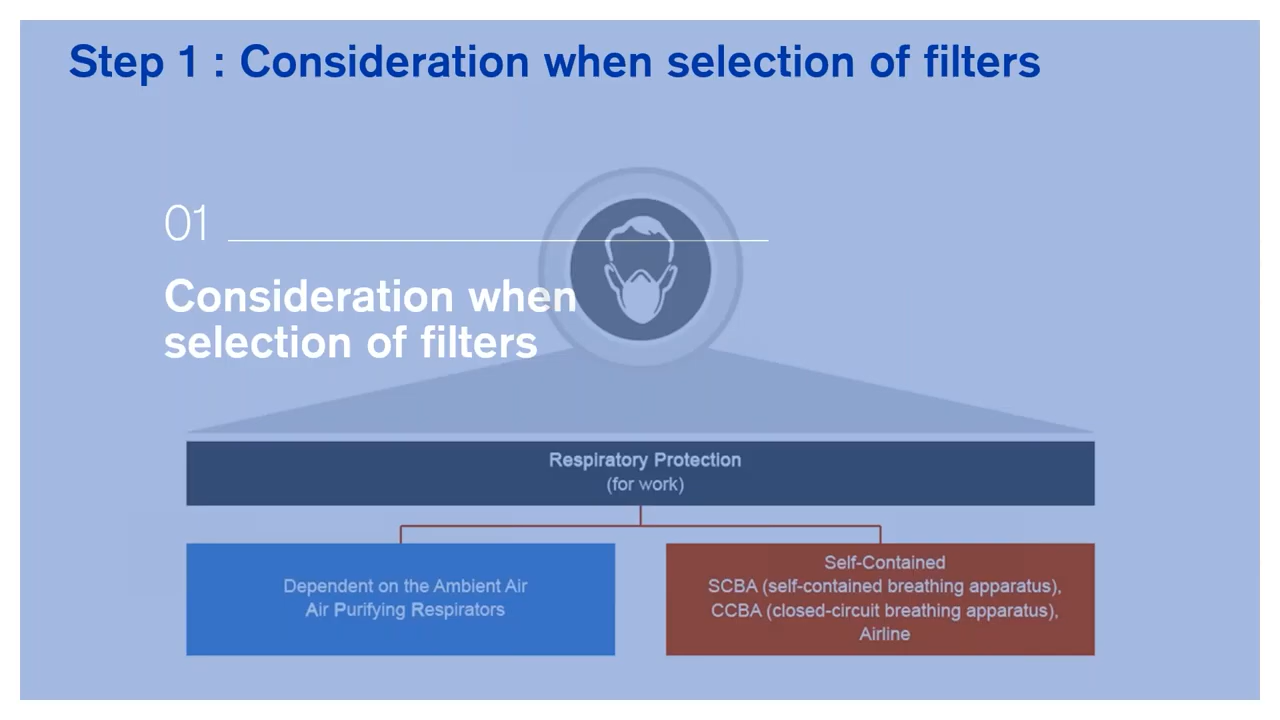 Step 1 : Consideration when selection of filters
01
Consideration when
selection of filters
Respiratory Protection
(for work)
Dependent on the Ambient Air
Air Purifying Respirators
Self-Contained
SCBA (self-contained breathing apparatus),
CCBA (closed-circuit breathing apparatus),
Airline